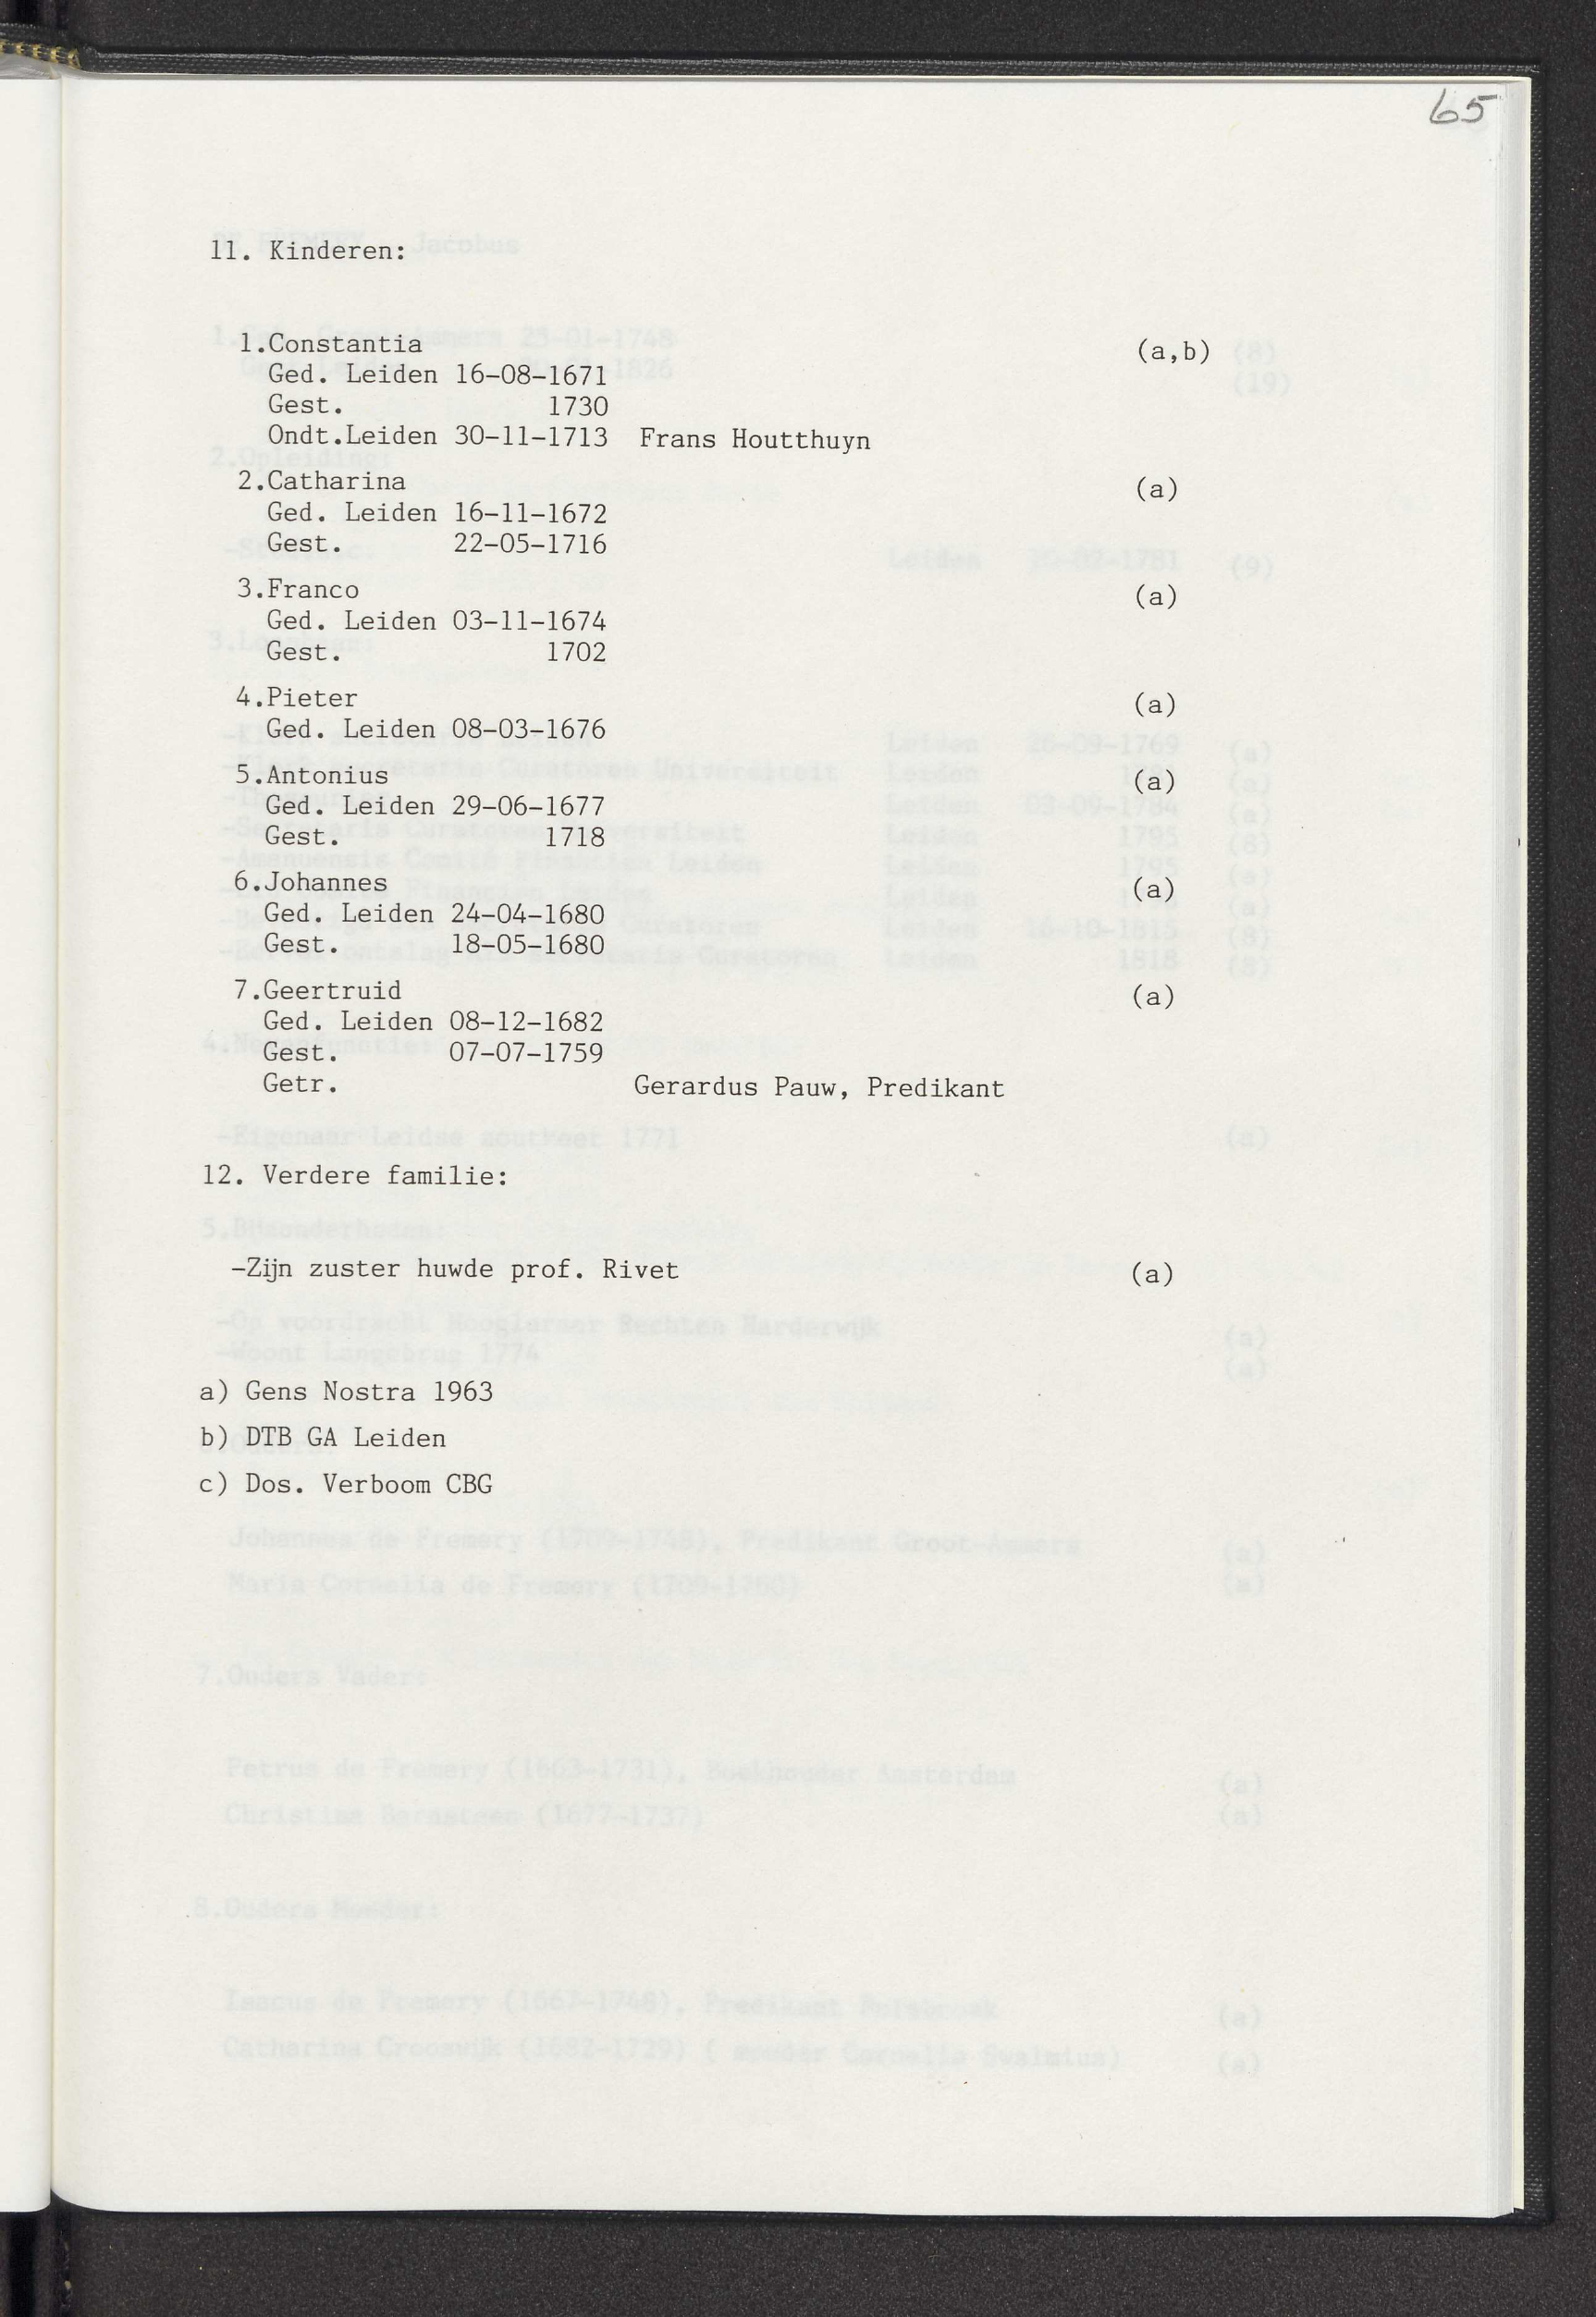 65
11. Kinderen:
1.Constantia (a,b)
Ged. Leiden 16-08-1671
Gest. 1730
Ondt.Leiden 30-11-1713 Frans Houtthuyn
2.Catharina (a)
Ged. Leiden 16-11-1672
Gest. 22-05-1716
3.Franco (a)
Ged. Leiden 03-11-1674
Gest. 1702
4.Pieter (a)
Ged. Leiden 08-03-1676
5.Antonius (a)
Ged. Leiden 29-06-1677
Gest. 1718
6.Johannes (a)
Ged. Leiden 24-04-1680
Gest. 18-05-1680
7.Geertruid (a)
Ged. Leiden 08-12-1682
Gest. 07-07-1759
Getr. Gerardus Pauw, Predikant
12. Verdere familie:
-Zijn zuster huwde prof. Rivet (a)
a) Gens Nostra 1963
b) DTB GA Leiden
c) Dos. Verboom CBG